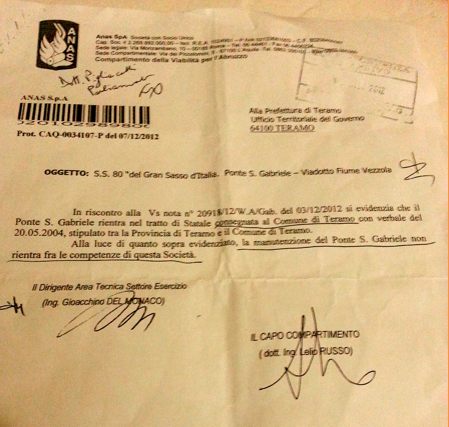 ANAS
Anas SpA Società con Socio Unico
Compartimento della Viabilità per l'Abruzzo
ANAS S.p.A
Prot. CAQ-0034107-P del 07/12/2012
Alla Prefettura di Teramo
Ufficio Territoriale del Governo
64100 TERAMO
OGGETTO: S.S. 80 "del Gran Sasso d'Italia. Ponte S. Gabriele - Viadotto Fiume Vezzola
In riscontro alla Vs nota n° 20918/12/W.A/Gab. del 03/12/2012 si evidenzia che il
Ponte S. Gabriele rientra nel tratto di Statale consegnata al Comune di Teramo con verbale del
20.05.2004, stipulato tra la Provincia di Teramo e il Comune di Teramo.
Alla luce di quanto sopra evidenziato, la manutenzione del Ponte S. Gabriele non
rientra fra le competenze di questa Società.
Il Dirigente Area Tecnica Settore Esercizio
(Ing. Gioacchino DEL MONACO)
IL CAPO COMPARTIMENTO
(dott. Ing. Lelio RUSSO)